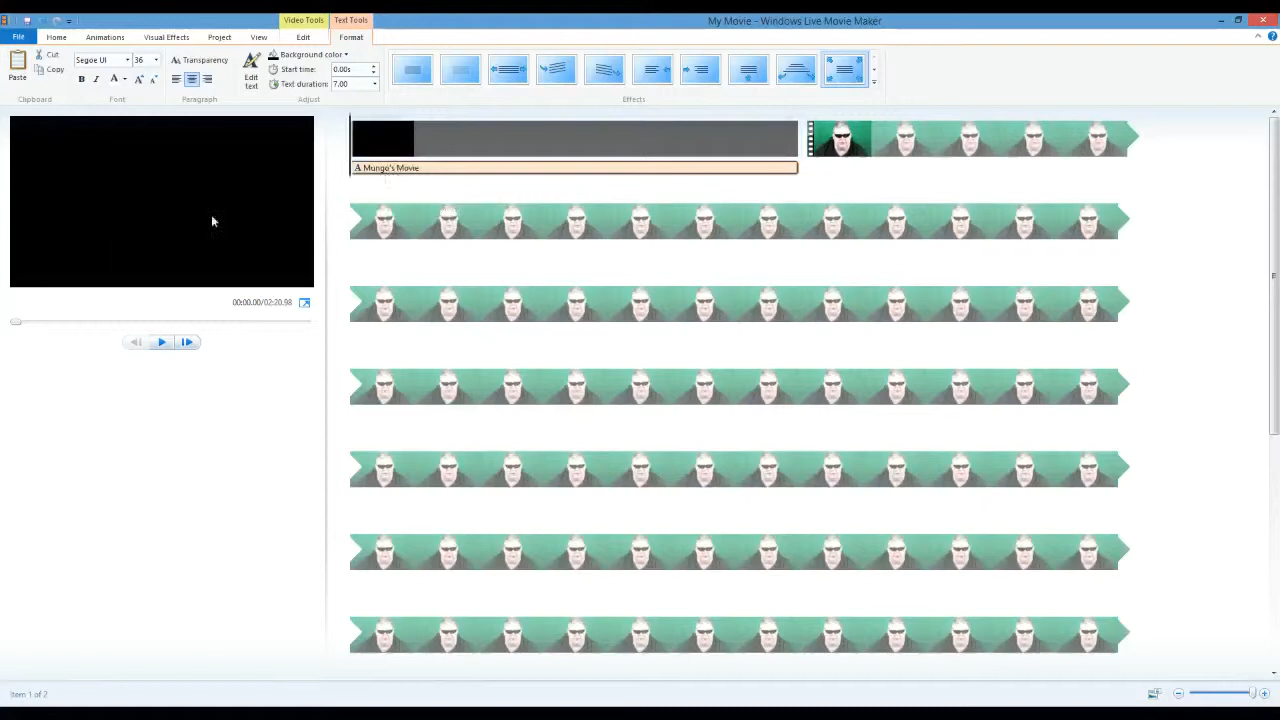 Video Tools
Text Tools
My Movie - Windows Live Movie Maker
File
Home
Animations
Visual Effects
Project
View
Edit
Format
Paste
Cut
Copy
Clipboard
Segoe UI
36
B
I
A
Font
Transparency
Paragraph
Edit text
Background color
Start time: 0.00s
Text duration: 7.00
Adjust
Effects
A Mungo's Movie
00:00.00/02:20.98
Item 1 of 2